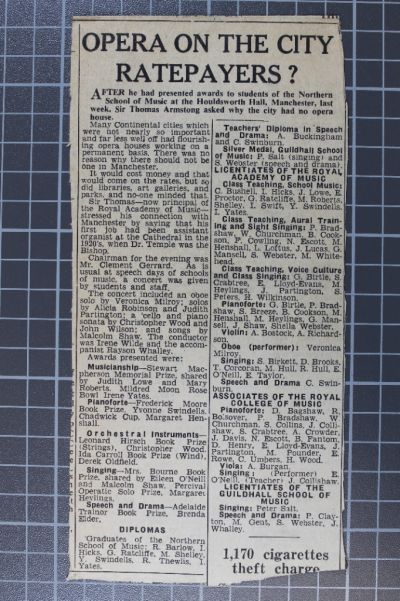 OPERA ON THE CITY
RATEPAYERS ?
AFTER he had presented awards to students of the Northern
School of Music at the Houldsworth Hall, Manchester, last
week, Sir Thomas Armstong asked why the city had no opera
house.
Many Continental cities which
were not nearly so important
and far less well off had flourish-
ing opera houses working on a
permanent basis. There was no
reason why there should not be
one in Manchester.
It would cost money and that
would come on the rates, but so
did libraries, art galleries, and
parks, and no-one minded that.
Sir Thomas—now principal of
the Royal Academy of Music—
stressed his connection with
Manchester by saying that his
first job had been assistant
organist at the Cathedral in the
1920's, when Dr. Temple was the
Bishop.
Chairman for the evening was
Mr. Clement Gerrard. As is
usual at speech days of schools
of music, a concert was given
by students and staff.
The concert included an oboe
solo by Veronica Milroy; solos
by Alicia Robinson and Judith
Partington; a 'cello and piano
sonata by Christopher Wood and
John Wilson; and songs by
Malcolm Shaw. The conductor
was Irene Wilde and the accom-
panist Rayson Whalley.
Awards presented were:
Musicianship—Stewart Mac-
pherson Memorial Prize, shared
by Judith Lowe and Mary
Roberts. Mildred Moon Rose
Bowl Irene Yates.
Pianoforte—Frederick Moore
Book Prize, Yvonne Swindells.
Chadwick Cup, Margaret Hen-
shall.
Orchestral Instruments—
Leonard Hirsch Book Prize
(Strings), Christopher Wood.
Ida Carroll Book Prize (Wind),
Derek Oldfield.
Singing—Mrs. Bourne Book
Prize, shared by Eileen O'Neill
and Malcolm Shaw. Percival
Operatic Solo Prize, Margaret
Heylings.
Speech and Drama—Adelaide
Trainor Book Prize, Brenda
Elder.
DIPLOMAS
Graduates of the Northern
School of Music: R. Barlow, I.
Hicks, G. Ratcliffe, M. Shelley,
Y. Swindells, R. Thewlis, I.
Yates.
Teachers' Diploma in Speech
and Drama: A. Buckingham
and C. Swinburn.
Silver Medal, Guildhall School
of Music: P. Salt (singing) and
S. Webster (speech and drama).
LICENTIATES OF THE ROYAL
ACADEMY OF MUSIC
Class Teaching, School Music:
C. Bushell, I. Hicks, J. Lowe, E.
Proctor, G. Ratcliffe, M. Roberts,
Shelley, I. Swift, Y. Swindells,
I. Yates.
Class Teaching, Aural Train-
ing and Sight Singing: P. Brad-
shaw, W. Churchman, B. Cook-
son, P. Cowling, N. Escott, M.
Henshall, L. Loftus, J. Lucas, G.
Mansell, S. Webster, M. White-
head.
Class Teaching, Voice Culture
and Class Singing: G. Birtle, S.
Crabtree, E. Lloyd-Evans, M.
Heylings, J. Partington, S.
Peters, H. Wilkinson.
Pianoforte: G. Birtle, P. Brad-
shaw, S. Breeze, B. Cookson, M.
Henshall, M. Heylings, G. Man-
sell, J. Shaw, Sheila Webster.
Violin: A. Bostock, A. Richard-
son.
Oboe (performer): Veronica
Milroy.
Singing: S. Birkett, D. Brooks,
T. Corcoran, M. Hull, R. Hull, E.
O'Neill, E. Taylor.
Speech and Drama C. Swin-
burn.
ASSOCIATES OF THE ROYAL
COLLEGE OF MUSIC
Pianoforte: D. Bagshaw, R.
Bolsover, P. Bradshaw, W.
Churchman, S. Collins, J. Colli-
shaw, S. Crabtree, A. Crowder,
J. Davis, N. Escott, B. Fantom,
D. Henry, E. Lloyd-Evans, J.
Partington, M. Pounder, E.
Rowe, C. Umbers, H. Wood.
Viola: A. Burgan.
Singing: (Performer) E.
O'Neill, (Teacher) J. Collishaw.
LICENTIATES OF THE
GUILDHALL SCHOOL OF
MUSIC
Singing: Peter Salt.
Speech and Drama: P. Clay-
ton, M. Gent, S. Webster, J.
Whalley.
1,170 cigarettes
theft charge